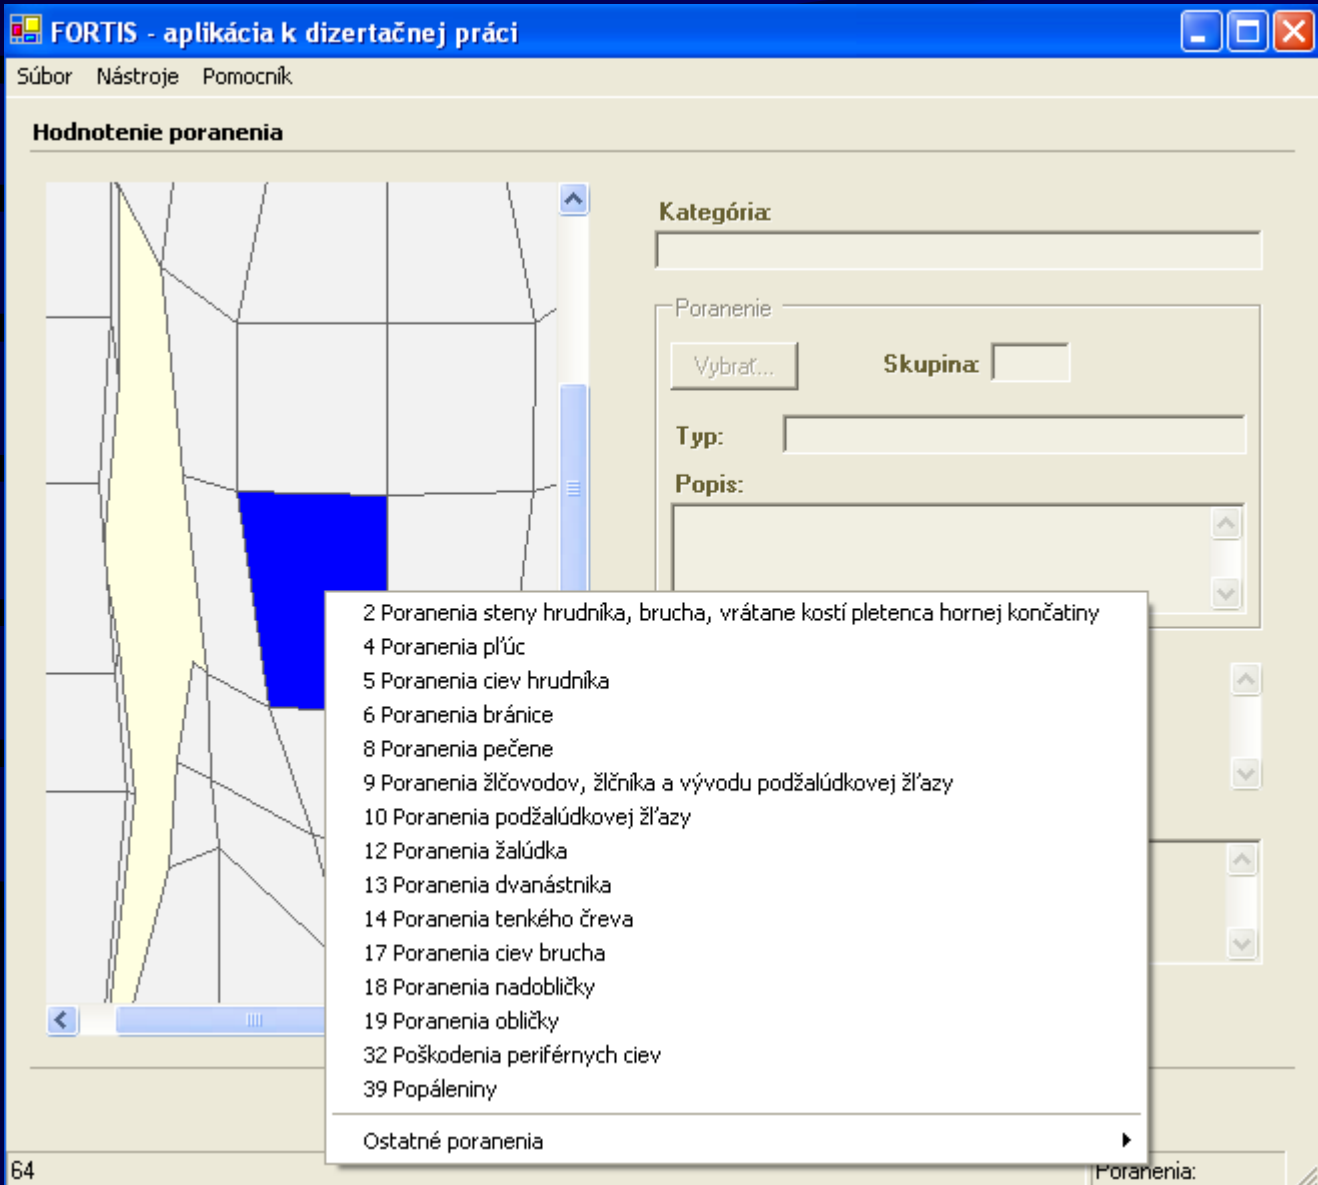 FORTIS - aplikácia k dizertačnej práci
Súbor Nástroje Pomocník
Hodnotenie poranenia
Kategória:
Poranenie
Vybrať...
Skupina:
Typ:
Popis:
2 Poranenia steny hrudníka, brucha, vrátane kostí pletenca hornej končatiny
4 Poranenia pľúc
5 Poranenia ciev hrudníka
6 Poranenia bránice
8 Poranenia pečene
9 Poranenia žlčovodov, žlčníka a vývodu podžalúdkovej žľazy
10 Poranenia podžalúdkovej žľazy
12 Poranenia žalúdka
13 Poranenia dvanástnika
14 Poranenia tenkého čreva
17 Poranenia ciev brucha
18 Poranenia nadobličky
19 Poranenia obličky
32 Poškodenia periférnych ciev
39 Popáleniny
Ostatné poranenia
64
Poranenia: